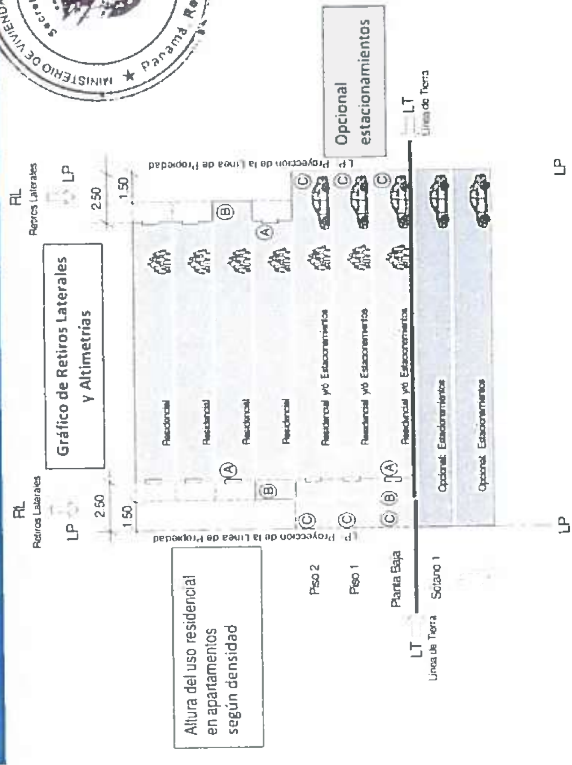 MINISTERIO DE VIVIENDA
Panamá
Gráfico de Retiros Laterales
y Altimetrías
RL
Retiros Laterales
LP
2.50
1.50
RL
Retiros Laterales
LP
2.50
1.50
Altura del uso residencial
en apartamentos
según densidad
LP Proyección de la Línea de Propiedad
LP Proyección de la Línea de Propiedad
Residencial
Residencial
A
Residencial
B
B
Residencial
A
Piso 2
C
Residencial y/ó Estacionamientos
C
Piso 1
C
Residencial y/ó Estacionamientos
C
Planta Baja
C B A
Residencial y/ó Estacionamientos
C
Opcional
estacionamientos
LT
Línea de Tierra
LT
Línea de Tierra
Sótano 1
Opcional: Estacionamientos
Opcional: Estacionamientos
LP
LP